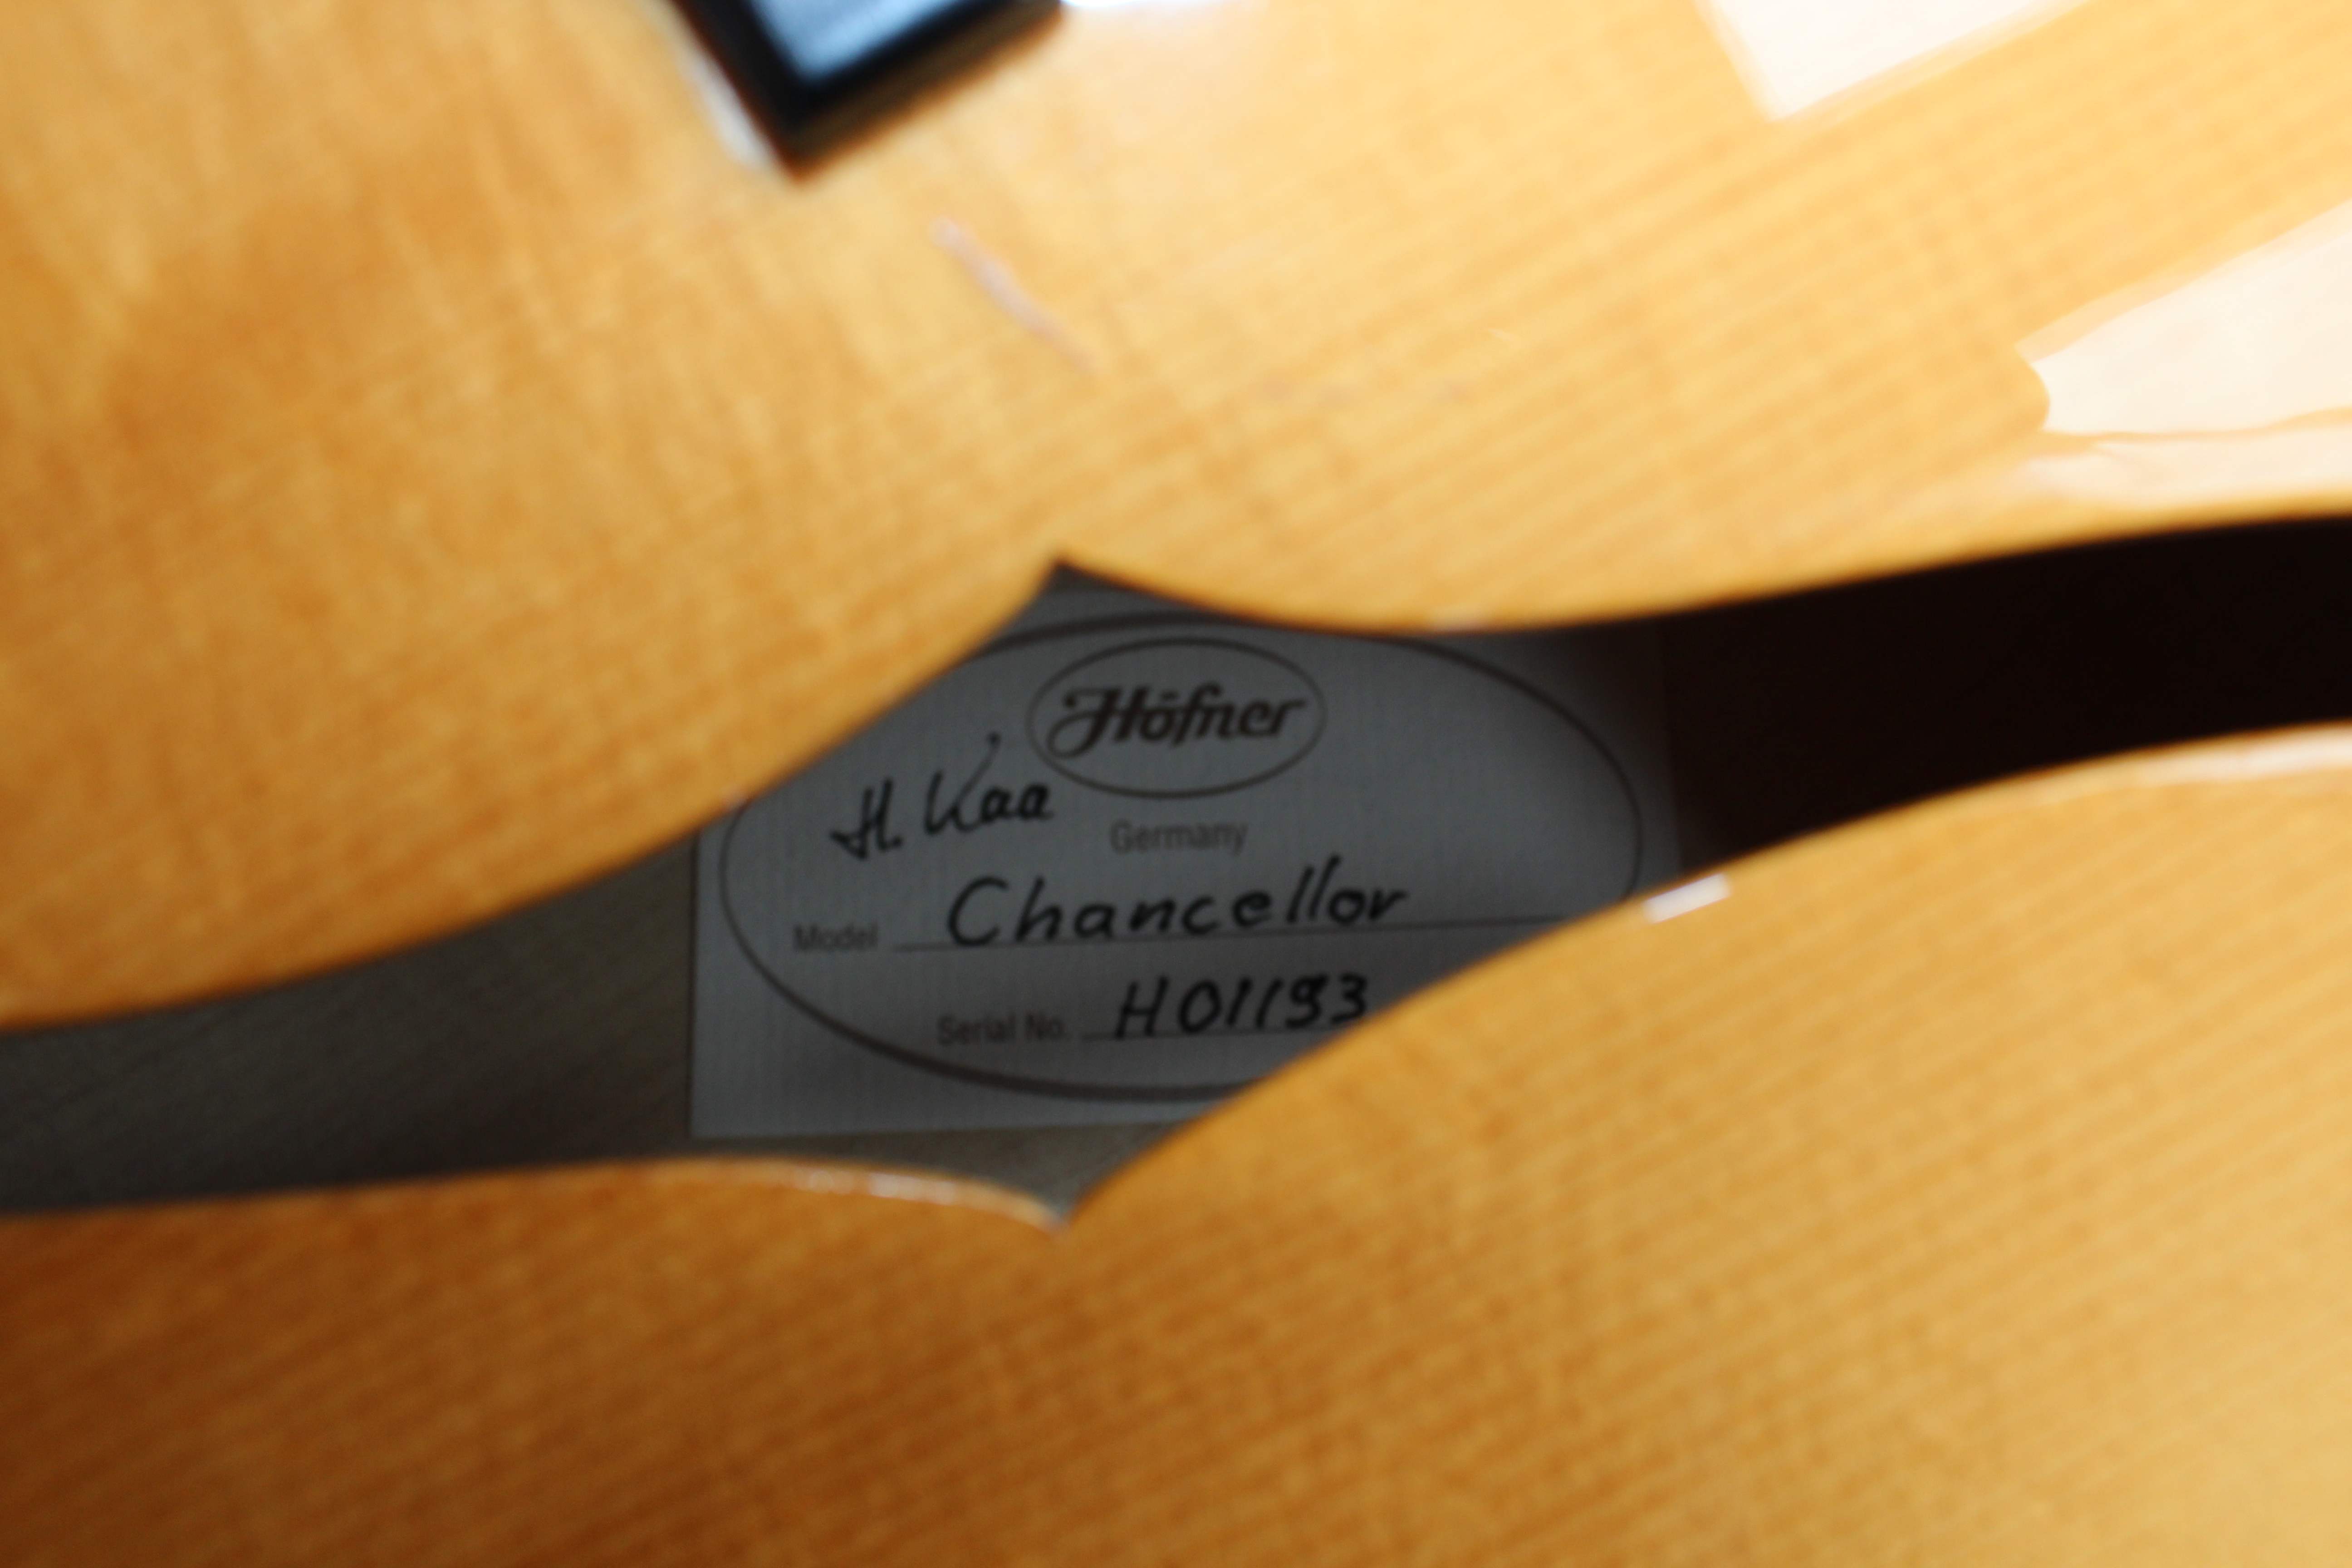 Höfner
H. Kaa
Germany
Model Chancellor
Serial No. H01193